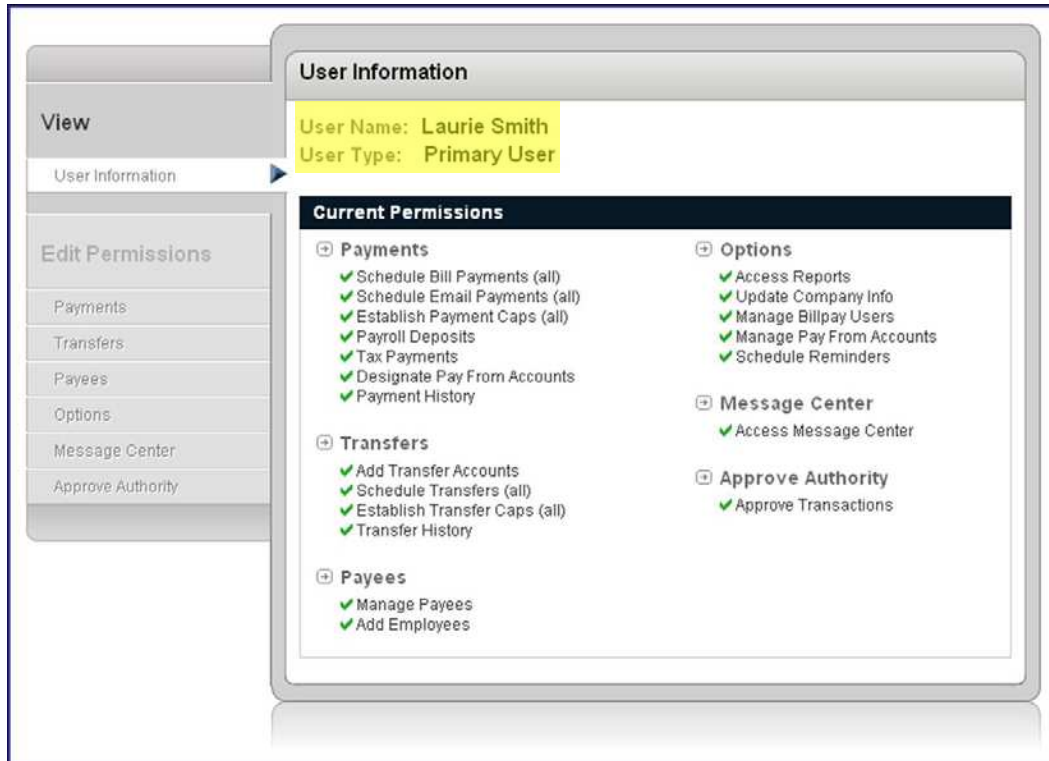 User Information
View
User Name: Laurie Smith
User Type: Primary User
User Information
Current Permissions
Edit Permissions
Payments
Transfers
Payees
Options
Message Center
Approve Authority
Payments
Schedule Bill Payments (all)
Schedule Email Payments (all)
Establish Payment Caps (all)
Payroll Deposits
Tax Payments
Designate Pay From Accounts
Payment History
Transfers
Add Transfer Accounts
Schedule Transfers (all)
Establish Transfer Caps (all)
Transfer History
Payees
Manage Payees
Add Employees
Options
Access Reports
Update Company Info
Manage Billpay Users
Manage Pay From Accounts
Schedule Reminders
Message Center
Access Message Center
Approve Authority
Approve Transactions